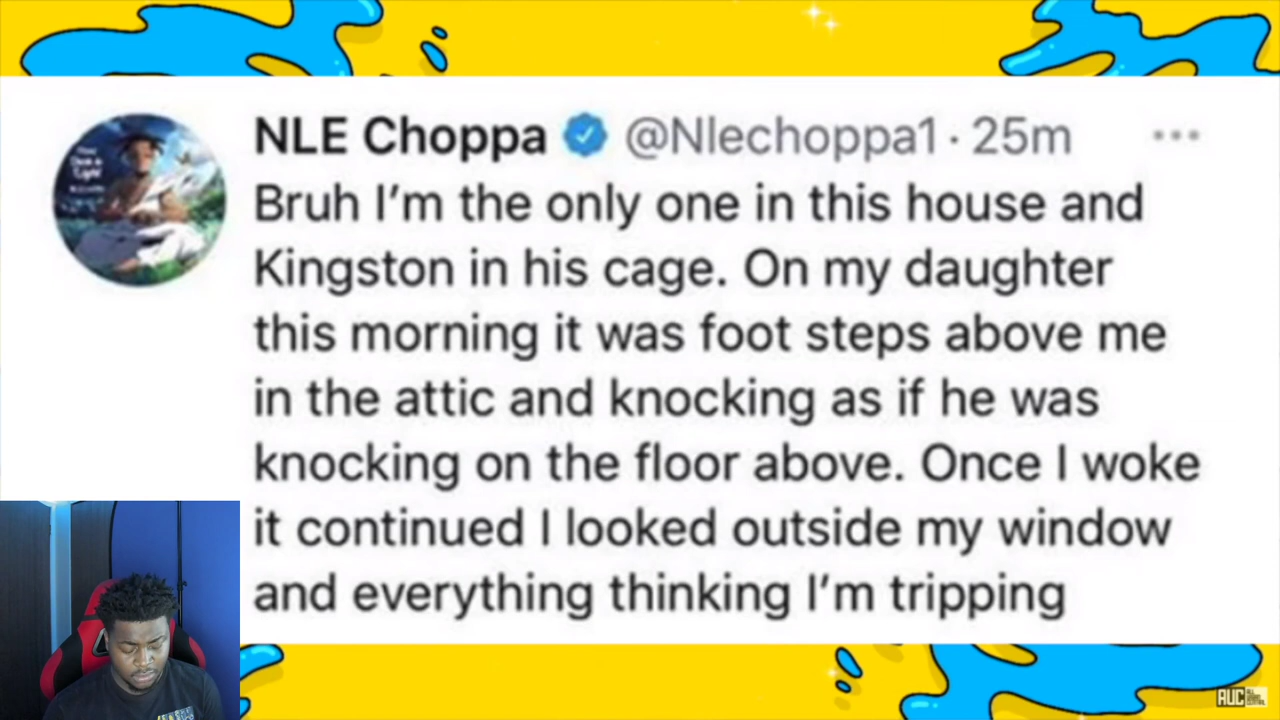 NLE Choppa @Nlechoppa1 · 25m ...
Bruh I'm the only one in this house and
Kingston in his cage. On my daughter
this morning it was foot steps above me
in the attic and knocking as if he was
knocking on the floor above. Once I woke
it continued I looked outside my window
and everything thinking I'm tripping
AUC